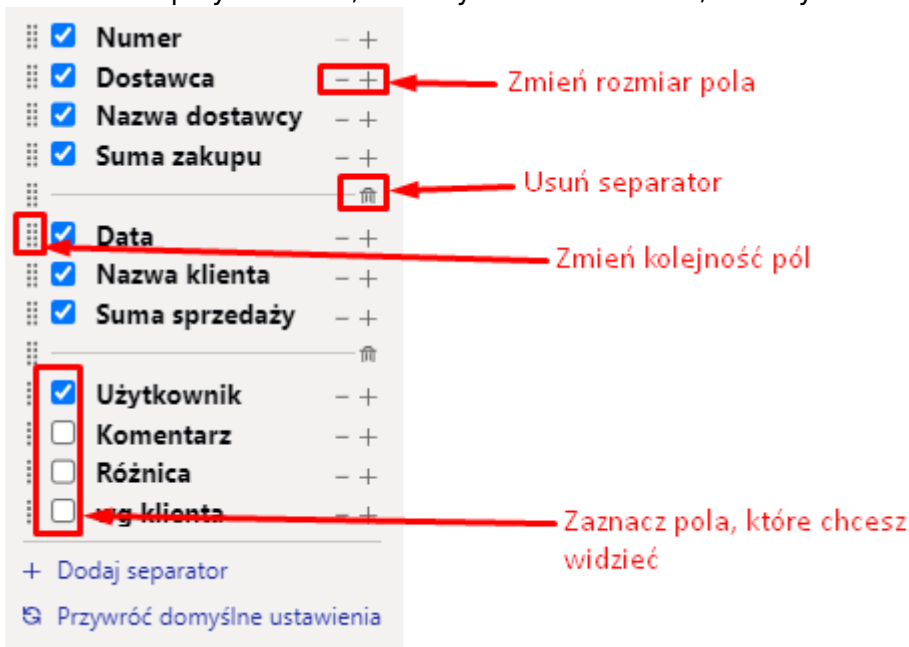 Numer
Dostawca
Zmień rozmiar pola
Nazwa dostawcy
Suma zakupu
Usuń separator
Data
Zmień kolejność pól
Nazwa klienta
Suma sprzedaży
Użytkownik
Komentarz
Różnica
wg klienta
Zaznacz pola, które chcesz
widzieć
+ Dodaj separator
Przywróć domyślne ustawienia